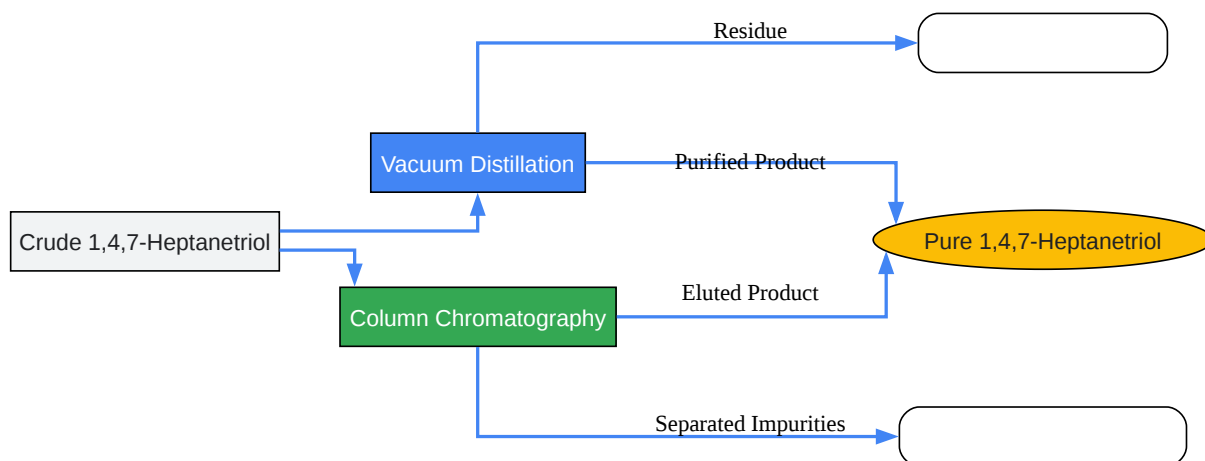 Residue
Vacuum Distillation
Purified Product
Crude 1,4,7-Heptanetriol
Pure 1,4,7-Heptanetriol
Eluted Product
Column Chromatography
Separated Impurities